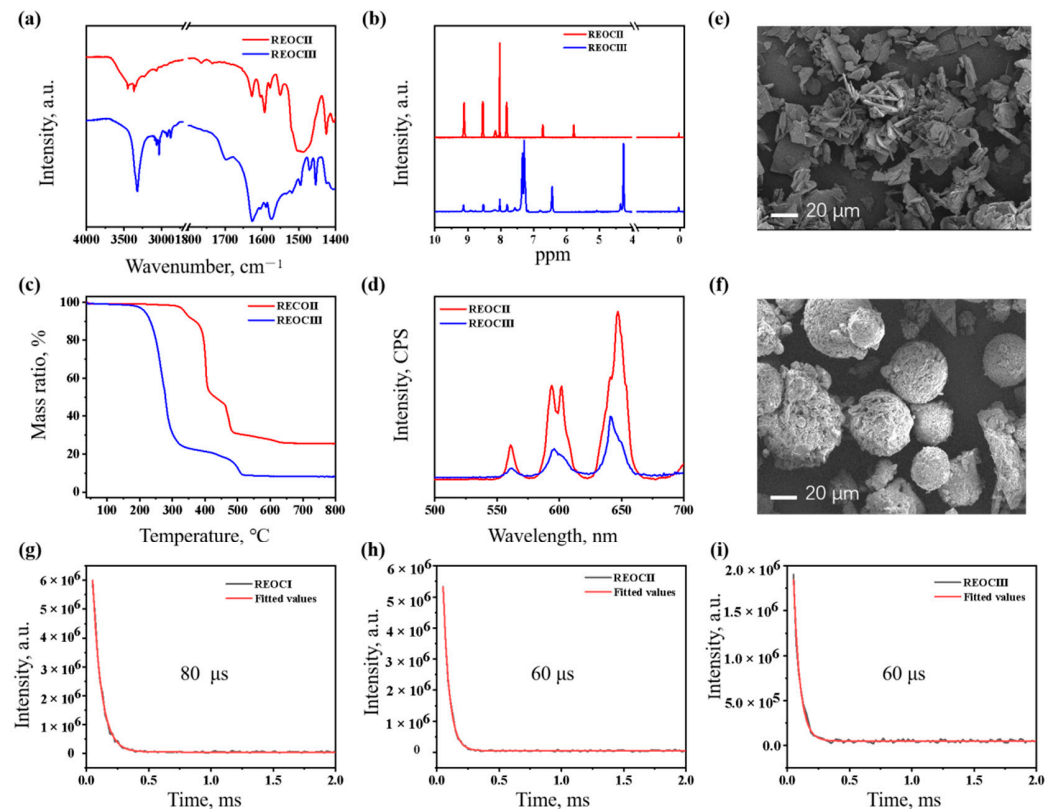 (a)
REOCII
REOCIII
Intensity, a.u.
4000 3500 3000 1800 1700 1600 1500 1400
Wavenumber, cm⁻¹
(b)
REOCII
REOCIII
Intensity, a.u.
10 9 8 7 6 5 4 0
ppm
(e)
20 μm
(c)
RECOII
REOCIII
Mass ratio, %
100
80
60
40
20
0
100 200 300 400 500 600 700 800
Temperature, °C
(d)
REOCII
REOCIII
Intensity, CPS
500 550 600 650 700
Wavelength, nm
(f)
20 μm
(g)
REOCI
Fitted values
80 μs
Intensity, a.u.
6 × 10⁶
5 × 10⁶
4 × 10⁶
3 × 10⁶
2 × 10⁶
1 × 10⁶
0
0.0 0.5 1.0 1.5 2.0
Time, ms
(h)
REOCII
Fitted values
60 μs
Intensity, a.u.
6 × 10⁶
5 × 10⁶
4 × 10⁶
3 × 10⁶
2 × 10⁶
1 × 10⁶
0
0.0 0.5 1.0 1.5 2.0
Time, ms
(i)
REOCIII
Fitted values
60 μs
Intensity, a.u.
2.0 × 10⁶
1.5 × 10⁶
1.0 × 10⁶
5.0 × 10⁵
0.0
0.0 0.5 1.0 1.5 2.0
Time, ms